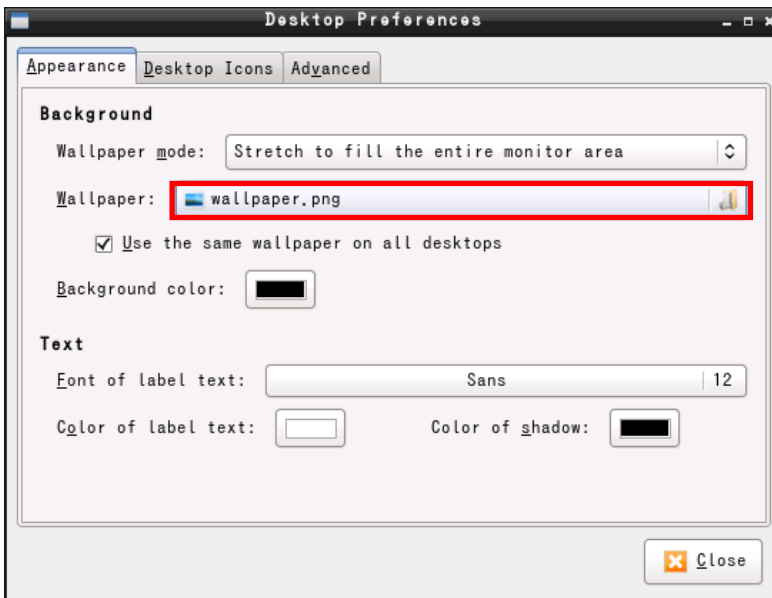 Desktop Preferences
Appearance Desktop Icons Advanced
Background
Wallpaper mode: Stretch to fill the entire monitor area
Wallpaper: wallpaper.png
Use the same wallpaper on all desktops
Background color:
Text
Font of label text: Sans 12
Color of label text: Color of shadow:
Close